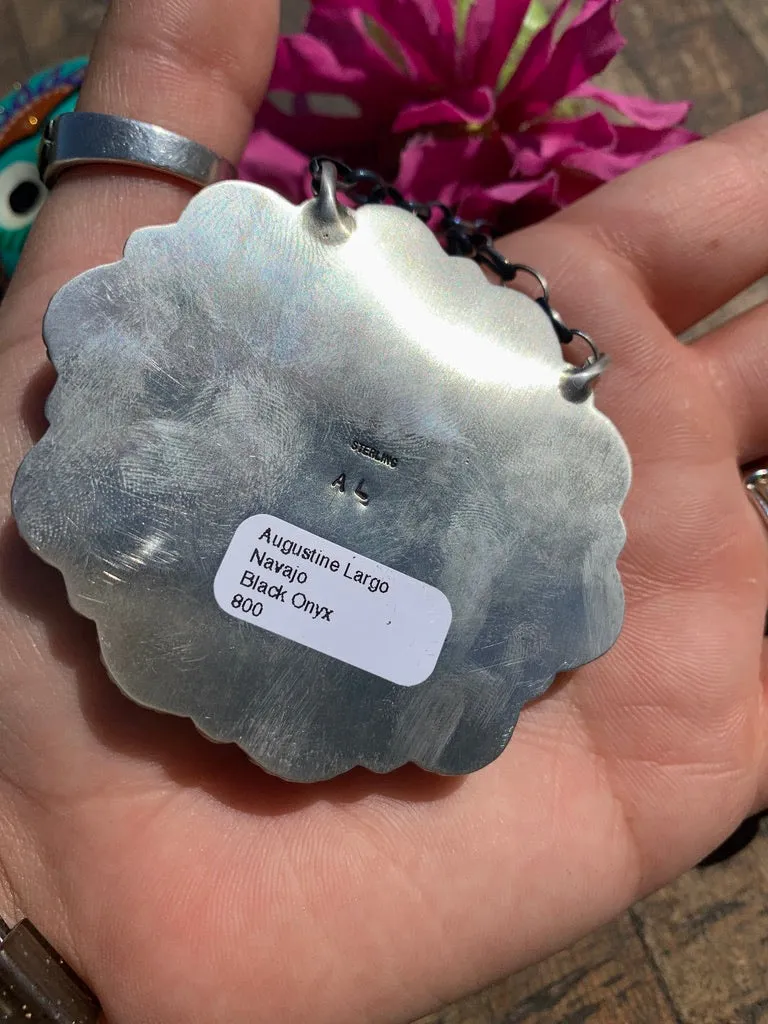 STERLING
A L
Augustine Largo
Navajo
Black Onyx
800